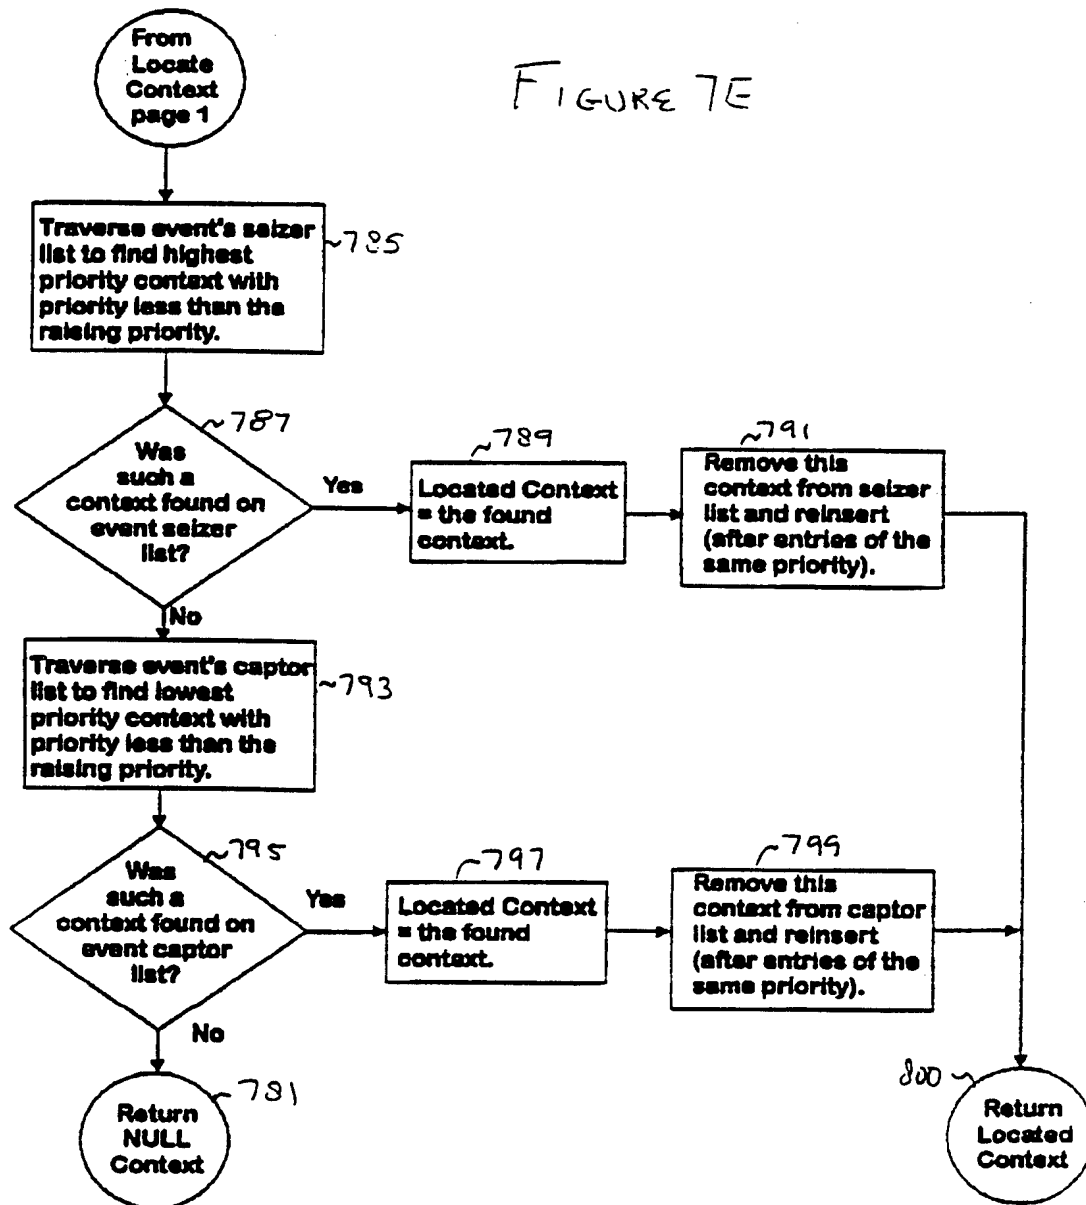 From
Locate
Context
page 1
FIGURE 7E
Traverse event's seizer
list to find highest
priority context with
priority less than the
raising priority.
~785
~787
Was
such a
context found on
event seizer
list?
Yes
~789
Located Context
= the found
context.
~791
Remove this
context from seizer
list and reinsert
(after entries of the
same priority).
No
Traverse event's captor
list to find lowest
priority context with
priority less than the
raising priority.
~793
~795
Was
such a
context found on
event captor
list?
Yes
~797
Located Context
= the found
context.
~799
Remove this
context from captor
list and reinsert
(after entries of the
same priority).
No
~781
Return
NULL
Context
800~
Return
Located
Context